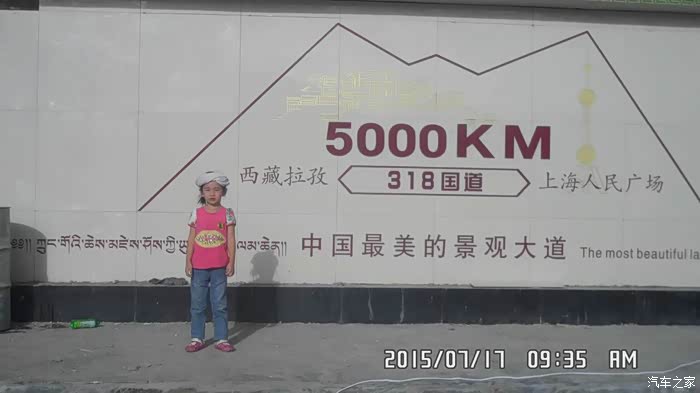 5000KM
西藏拉孜 318国道 上海人民广场
༄༅།། ཀྲུང་གོའི་ཆེས་མཛེས་ཤོས་ཀྱི་ ལམ་ཆེན།།
中国最美的景观大道 The most beautiful
2015/07/17 09:35 AM
汽车之家